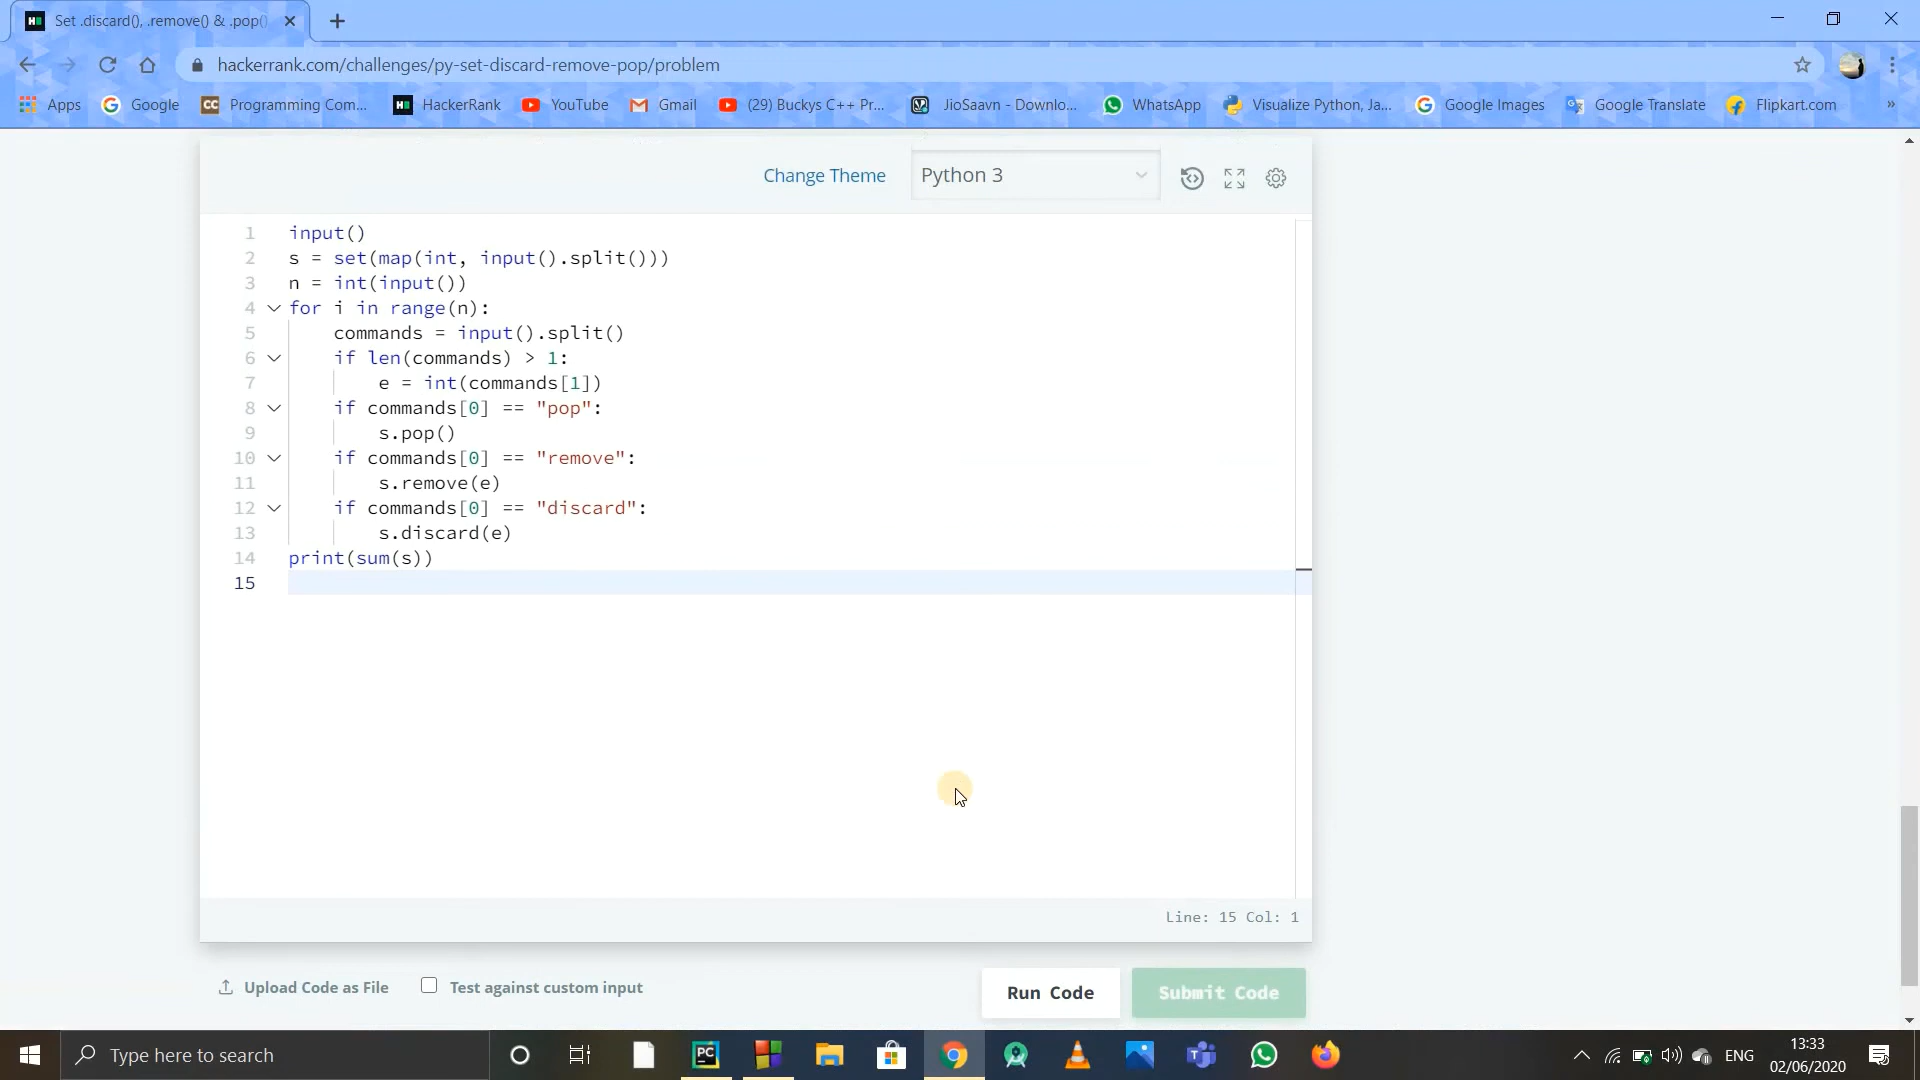 Set .discard(), .remove() & .pop()
hackerrank.com/challenges/py-set-discard-remove-pop/problem
Apps Google Programming Com... HackerRank YouTube Gmail (29) Buckys C++ Pr... JioSaavn - Downlo... WhatsApp Visualize Python, Ja... Google Images Google Translate Flipkart.com »
Change Theme Python 3
1 input()
2 s = set(map(int, input().split()))
3 n = int(input())
4 for i in range(n):
5 commands = input().split()
6 if len(commands) > 1:
7 e = int(commands[1])
8 if commands[0] == "pop":
9 s.pop()
10 if commands[0] == "remove":
11 s.remove(e)
12 if commands[0] == "discard":
13 s.discard(e)
14 print(sum(s))
15
Line: 15 Col: 1
Upload Code as File Test against custom input Run Code Submit Code
Type here to search ENG 13:33
02/06/2020